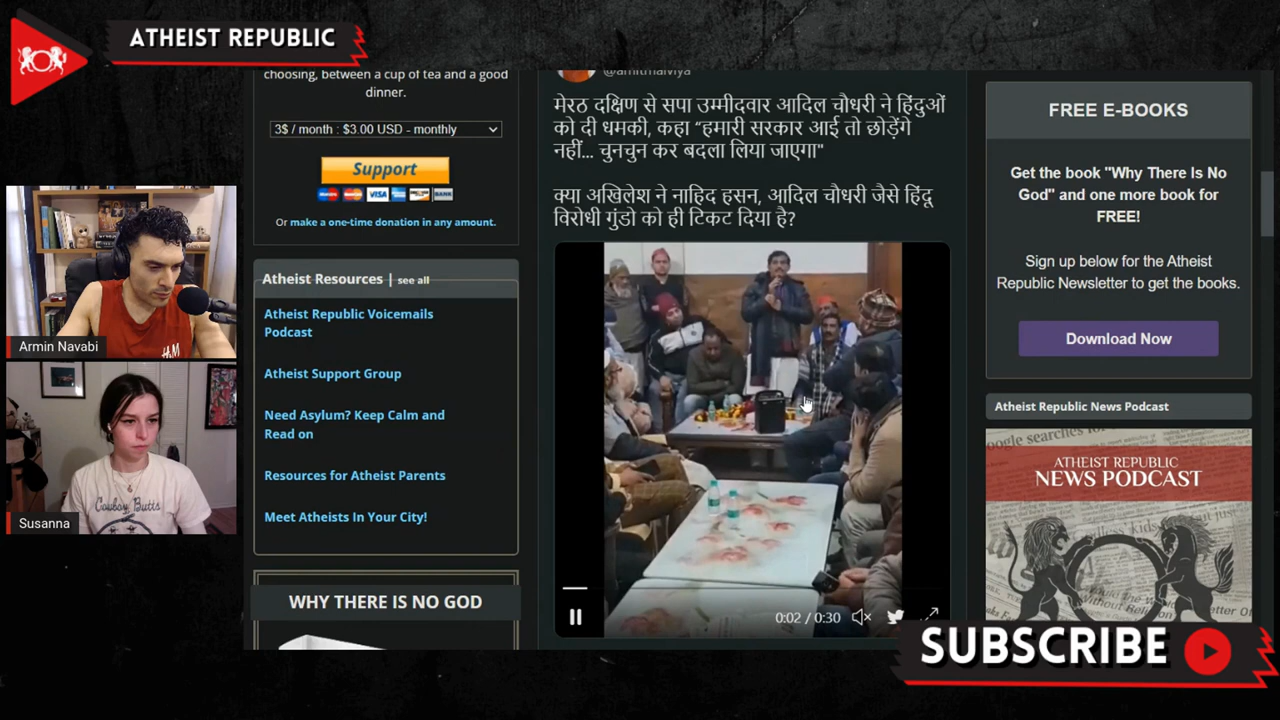 ATHEIST REPUBLIC
choosing, between a cup of tea and a good
dinner.
3$ / month : $3.00 USD - monthly
Support
VISA
BANK
Or make a one-time donation in any amount.
Atheist Resources | see all
Atheist Republic Voicemails
Podcast
Atheist Support Group
Need Asylum? Keep Calm and
Read on
Resources for Atheist Parents
Meet Atheists In Your City!
WHY THERE IS NO GOD
@amitmalviya
मेरठ दक्षिण से सपा उम्मीदवार आदिल चौधरी ने हिंदुओं
को दी धमकी, कहा “हमारी सरकार आई तो छोड़ेंगे
नहीं... चुनचुन कर बदला लिया जाएगा"
क्या अखिलेश ने नाहिद हसन, आदिल चौधरी जैसे हिंदू
विरोधी गुंडो को ही टिकट दिया है?
0:02 / 0:30
FREE E-BOOKS
Get the book "Why There Is No
God" and one more book for
FREE!
Sign up below for the Atheist
Republic Newsletter to get the books.
Download Now
Atheist Republic News Podcast
ATHEIST REPUBLIC
NEWS PODCAST
Armin Navabi
H&M
Susanna
Cowboy Butts
SUBSCRIBE